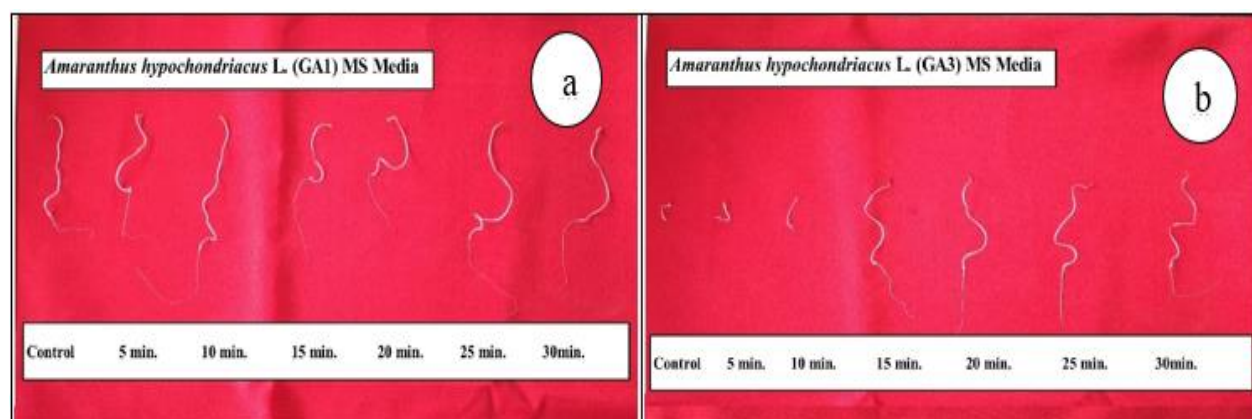 Amaranthus hypochondriacus L. (GA1) MS Media
a
Control 5 min. 10 min. 15 min. 20 min. 25 min. 30min.
Amaranthus hypochondriacus L. (GA3) MS Media
b
Control 5 min. 10 min. 15 min. 20 min. 25 min. 30min.